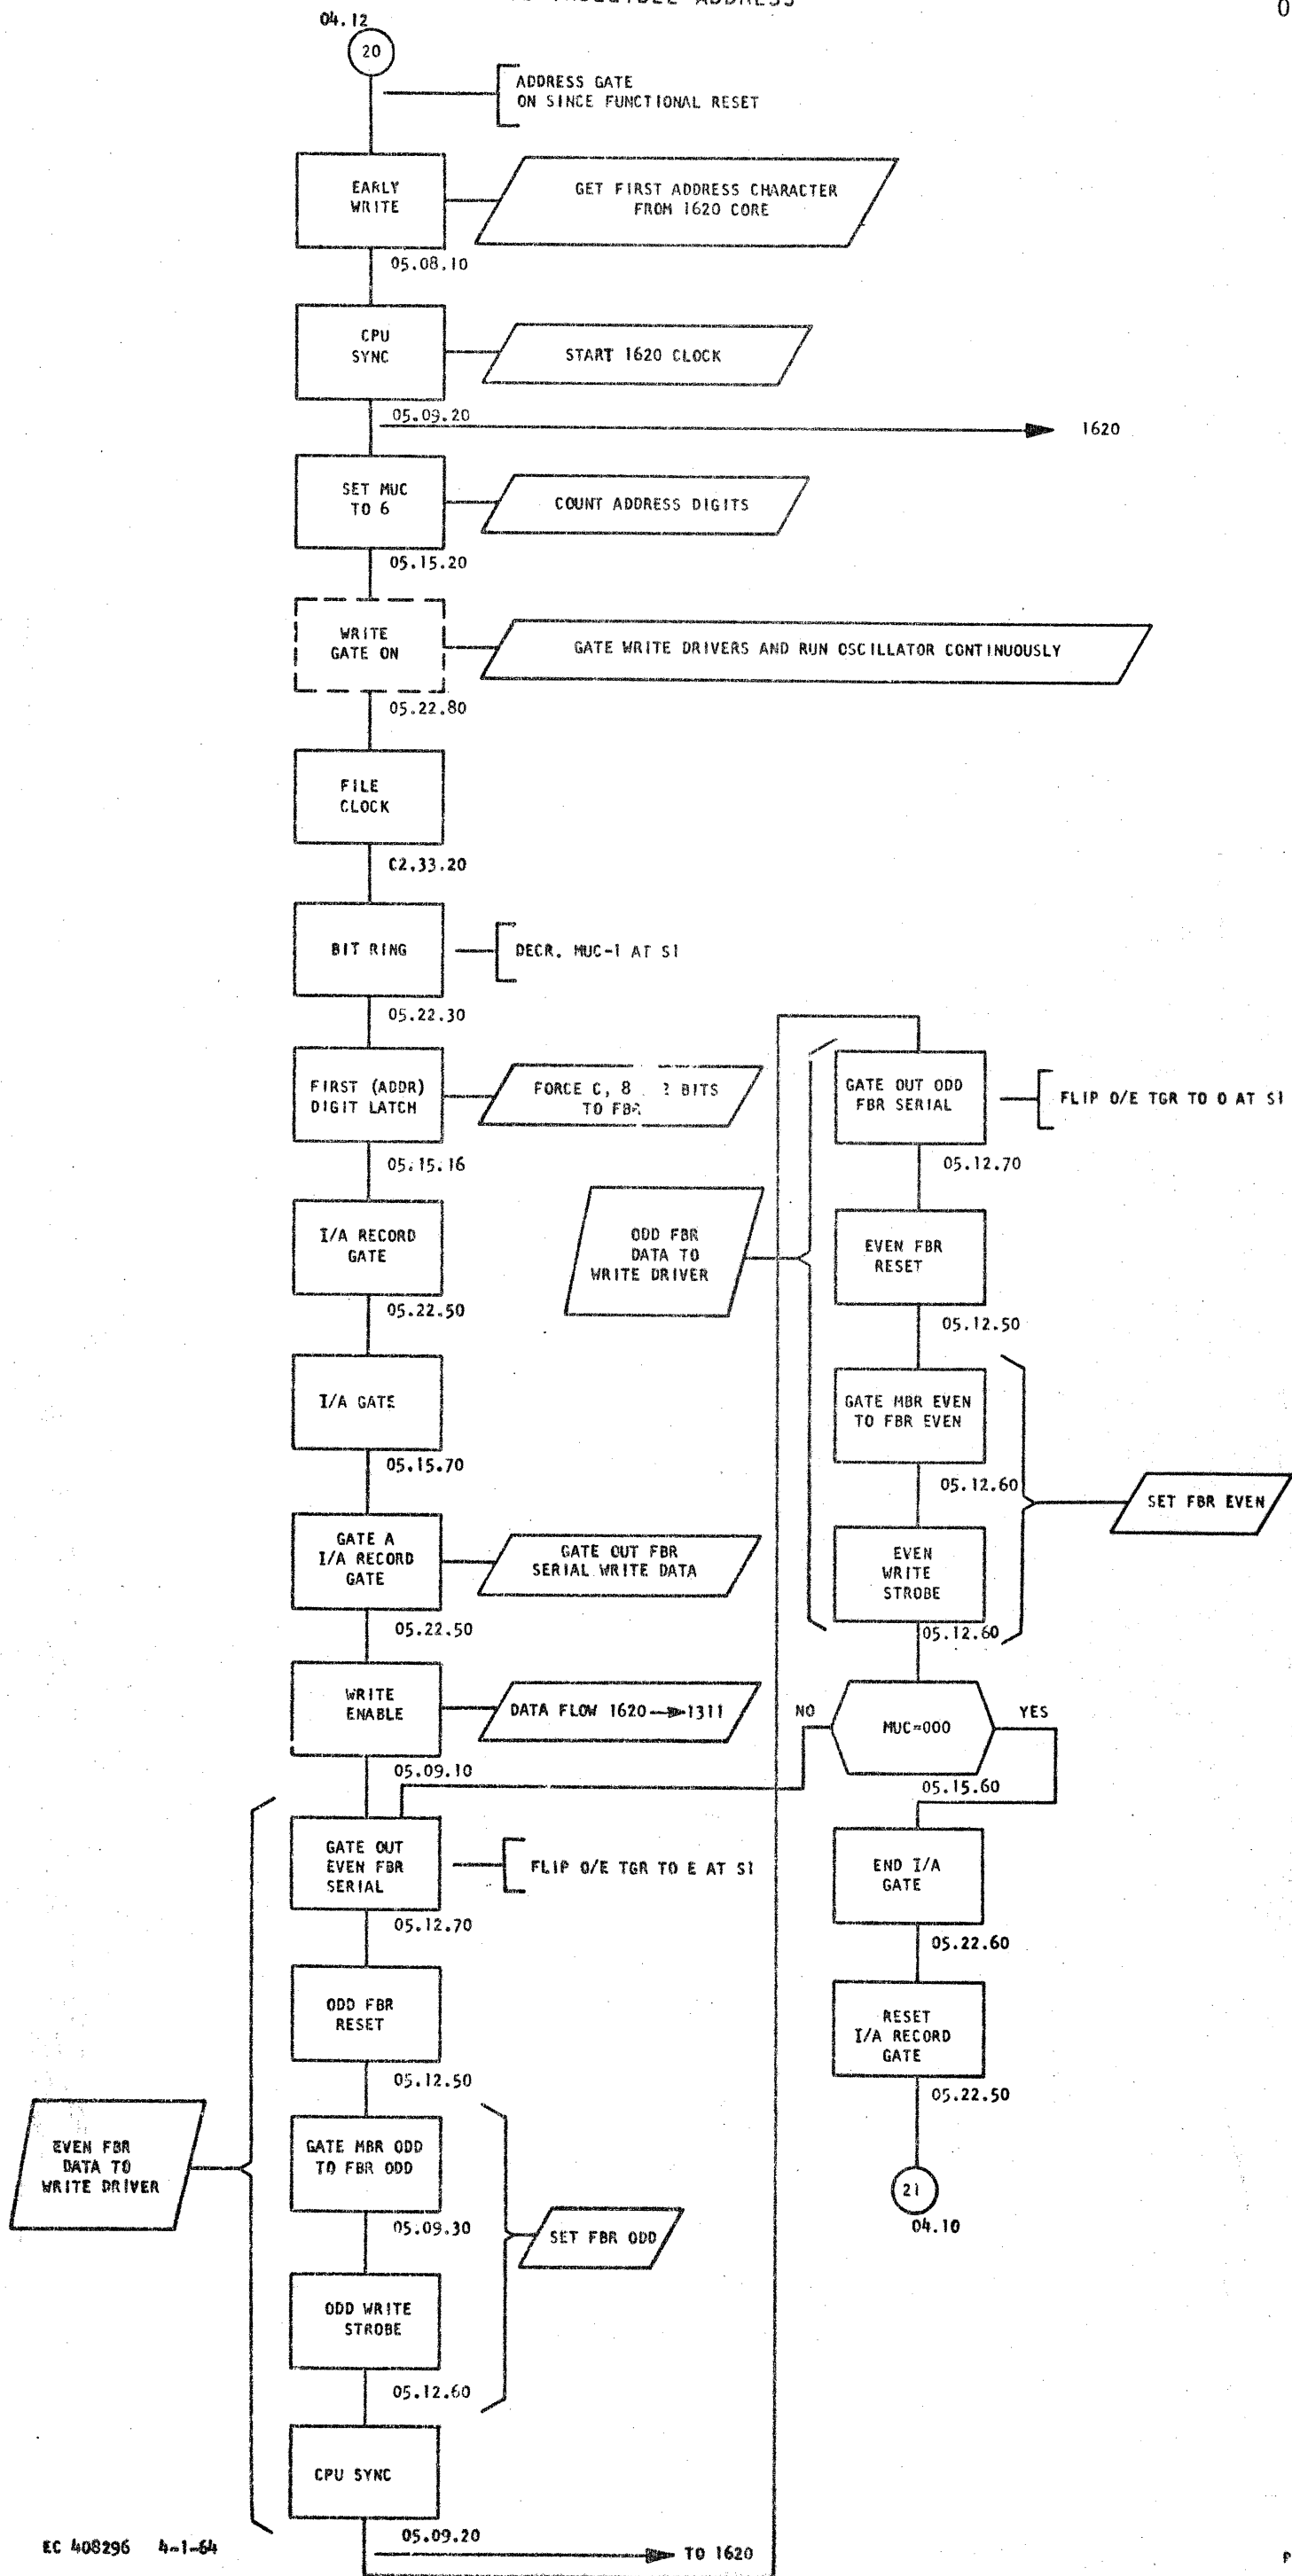 ADDRESS
04.12
20
ADDRESS GATE
ON SINCE FUNCTIONAL RESET
EARLY
WRITE
GET FIRST ADDRESS CHARACTER
FROM 1620 CORE
05.08.10
CPU
SYNC
START 1620 CLOCK
05.09.20
1620
SET MUC
TO 6
COUNT ADDRESS DIGITS
05.15.20
WRITE
GATE ON
GATE WRITE DRIVERS AND RUN OSCILLATOR CONTINUOUSLY
05.22.80
FILE
CLOCK
C2.33.20
BIT RING
DECR. MUC-1 AT S1
05.22.30
FIRST (ADDR)
DIGIT LATCH
FORCE C, 8 2 BITS
TO FBR
05.15.16
I/A RECORD
GATE
05.22.50
I/A GATE
05.15.70
GATE A
I/A RECORD
GATE
GATE OUT FBR
SERIAL WRITE DATA
05.22.50
WRITE
ENABLE
DATA FLOW 1620 → 1311
05.09.10
GATE OUT
EVEN FBR
SERIAL
FLIP O/E TGR TO E AT S1
05.12.70
ODD FBR
RESET
05.12.50
EVEN FBR
DATA TO
WRITE DRIVER
GATE MBR ODD
TO FBR ODD
05.09.30
SET FBR ODD
ODD WRITE
STROBE
05.12.60
CPU SYNC
05.09.20
TO 1620
GATE OUT ODD
FBR SERIAL
FLIP O/E TGR TO O AT S1
05.12.70
ODD FBR
DATA TO
WRITE DRIVER
EVEN FBR
RESET
05.12.50
GATE MBR EVEN
TO FBR EVEN
05.12.60
SET FBR EVEN
EVEN
WRITE
STROBE
05.12.60
NO
MUC=000
YES
05.15.60
END I/A
GATE
05.22.60
RESET
I/A RECORD
GATE
05.22.50
21
04.10
EC 408296 4-1-64